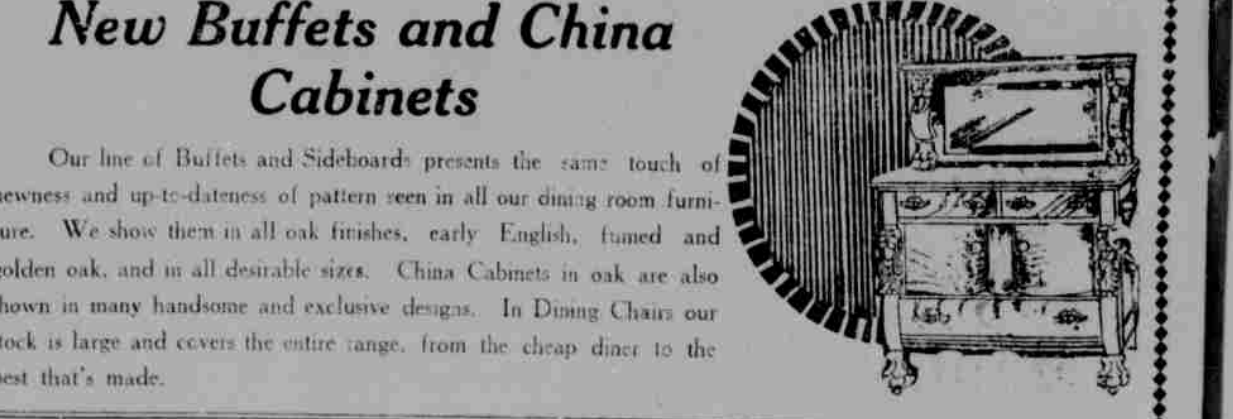 New Buffets and China
Cabinets
Our line of Buffets and Sideboards presents the same touch of
newness and up-to-dateness of pattern seen in all our dining room furni-
ture. We show them in all oak finishes, early English, fumed and
golden oak, and in all desirable sizes. China Cabinets in oak are also
shown in many handsome and exclusive designs. In Dining Chairs our
stock is large and covers the entire range, from the cheap diner to the
best that's made.